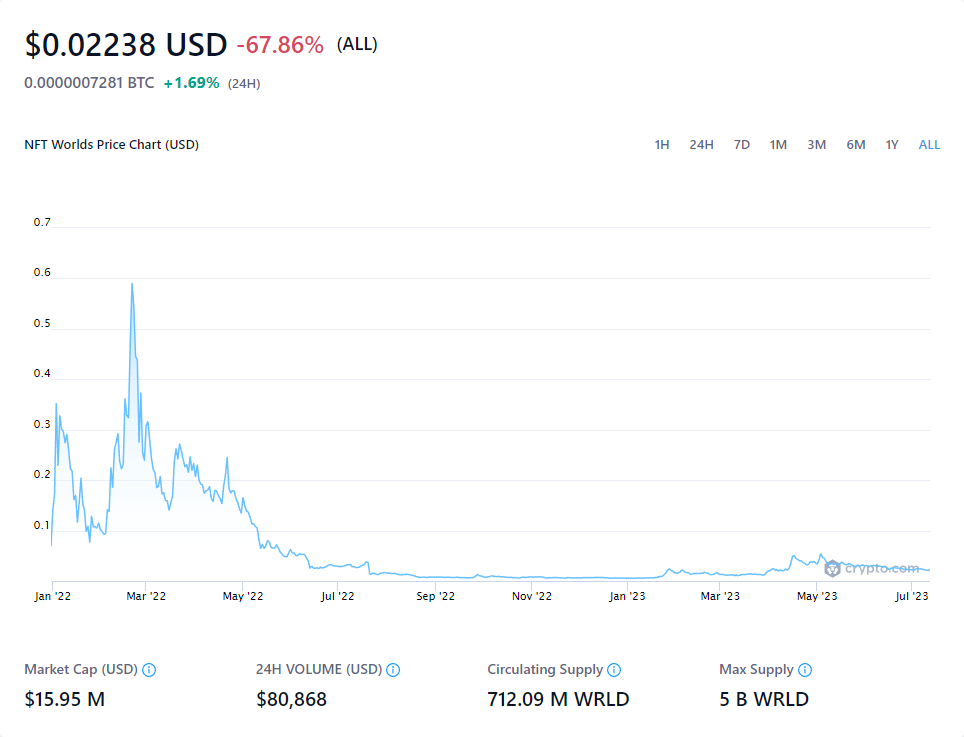 $0.02238 USD -67.86% (ALL)
0.0000007281 BTC +1.69% (24H)
NFT Worlds Price Chart (USD) 1H 24H 7D 1M 3M 6M 1Y ALL
0.7
0.6
0.5
0.4
0.3
0.2
0.1
crypto.com
Jan '22 Mar '22 May '22 Jul '22 Sep '22 Nov '22 Jan '23 Mar '23 May '23 Jul '23
Market Cap (USD) 24H VOLUME (USD) Circulating Supply Max Supply
$15.95 M $80,868 712.09 M WRLD 5 B WRLD